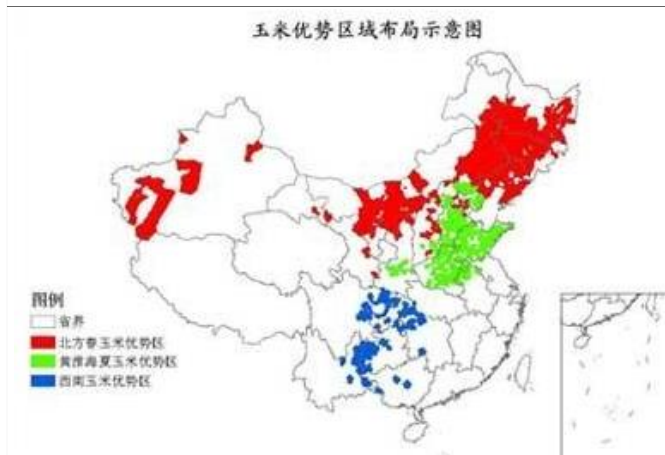 玉米优势区域布局示意图
图例
省界
北方春玉米优势区
黄淮海夏玉米优势区
西南玉米优势区